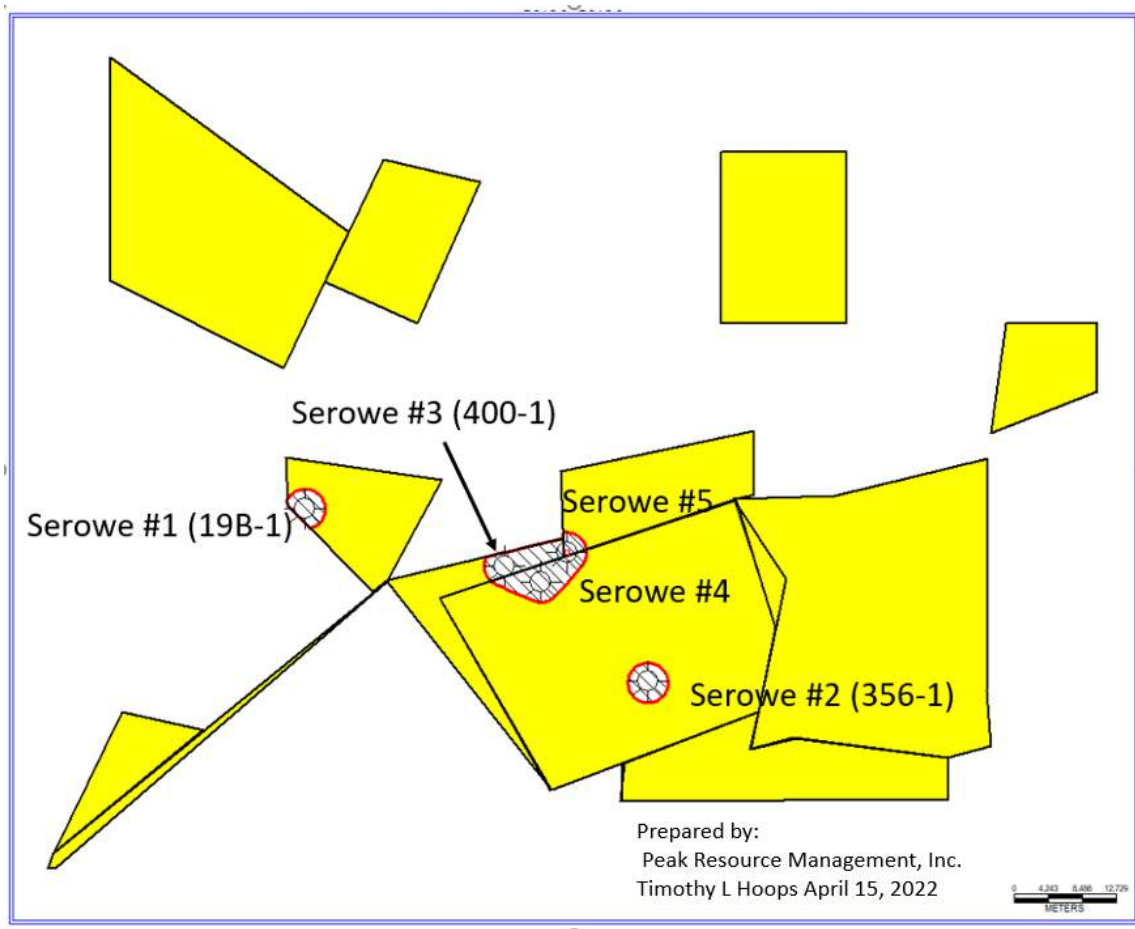 Serowe #3 (400-1)
Serowe #5
Serowe #1 (19B-1)
Serowe #4
Serowe #2 (356-1)
Prepared by:
Peak Resource Management, Inc.
Timothy L Hoops April 15, 2022
0 4,243 8,486 12,729
METERS